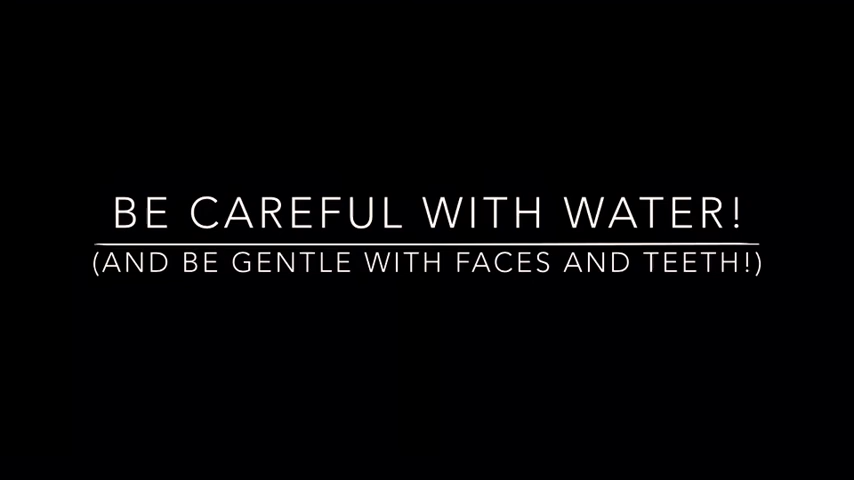 BE CAREFUL WITH WATER!
(AND BE GENTLE WITH FACES AND TEETH!)